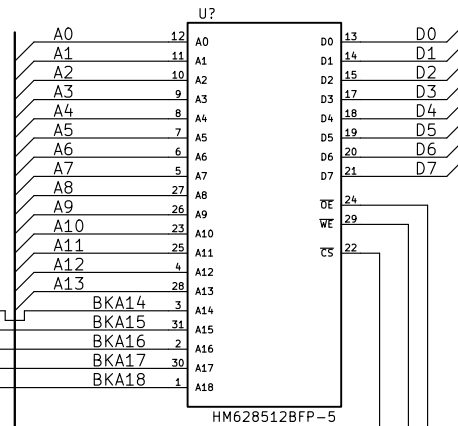 U?
A0 12 A0 D0 13 D0
A1 11 A1 D1 14 D1
A2 10 A2 D2 15 D2
A3 9 A3 D3 17 D3
A4 8 A4 D4 18 D4
A5 7 A5 D5 19 D5
A6 6 A6 D6 20 D6
A7 5 A7 D7 21 D7
A8 27 A8 OE 24
A9 26 A9 WE 29
A10 23 A10
A11 25 A11 CS 22
A12 4 A12
A13 28 A13
BKA14 3 A14
BKA15 31 A15
BKA16 2 A16
BKA17 30 A17
BKA18 1 A18
HM628512BFP-5